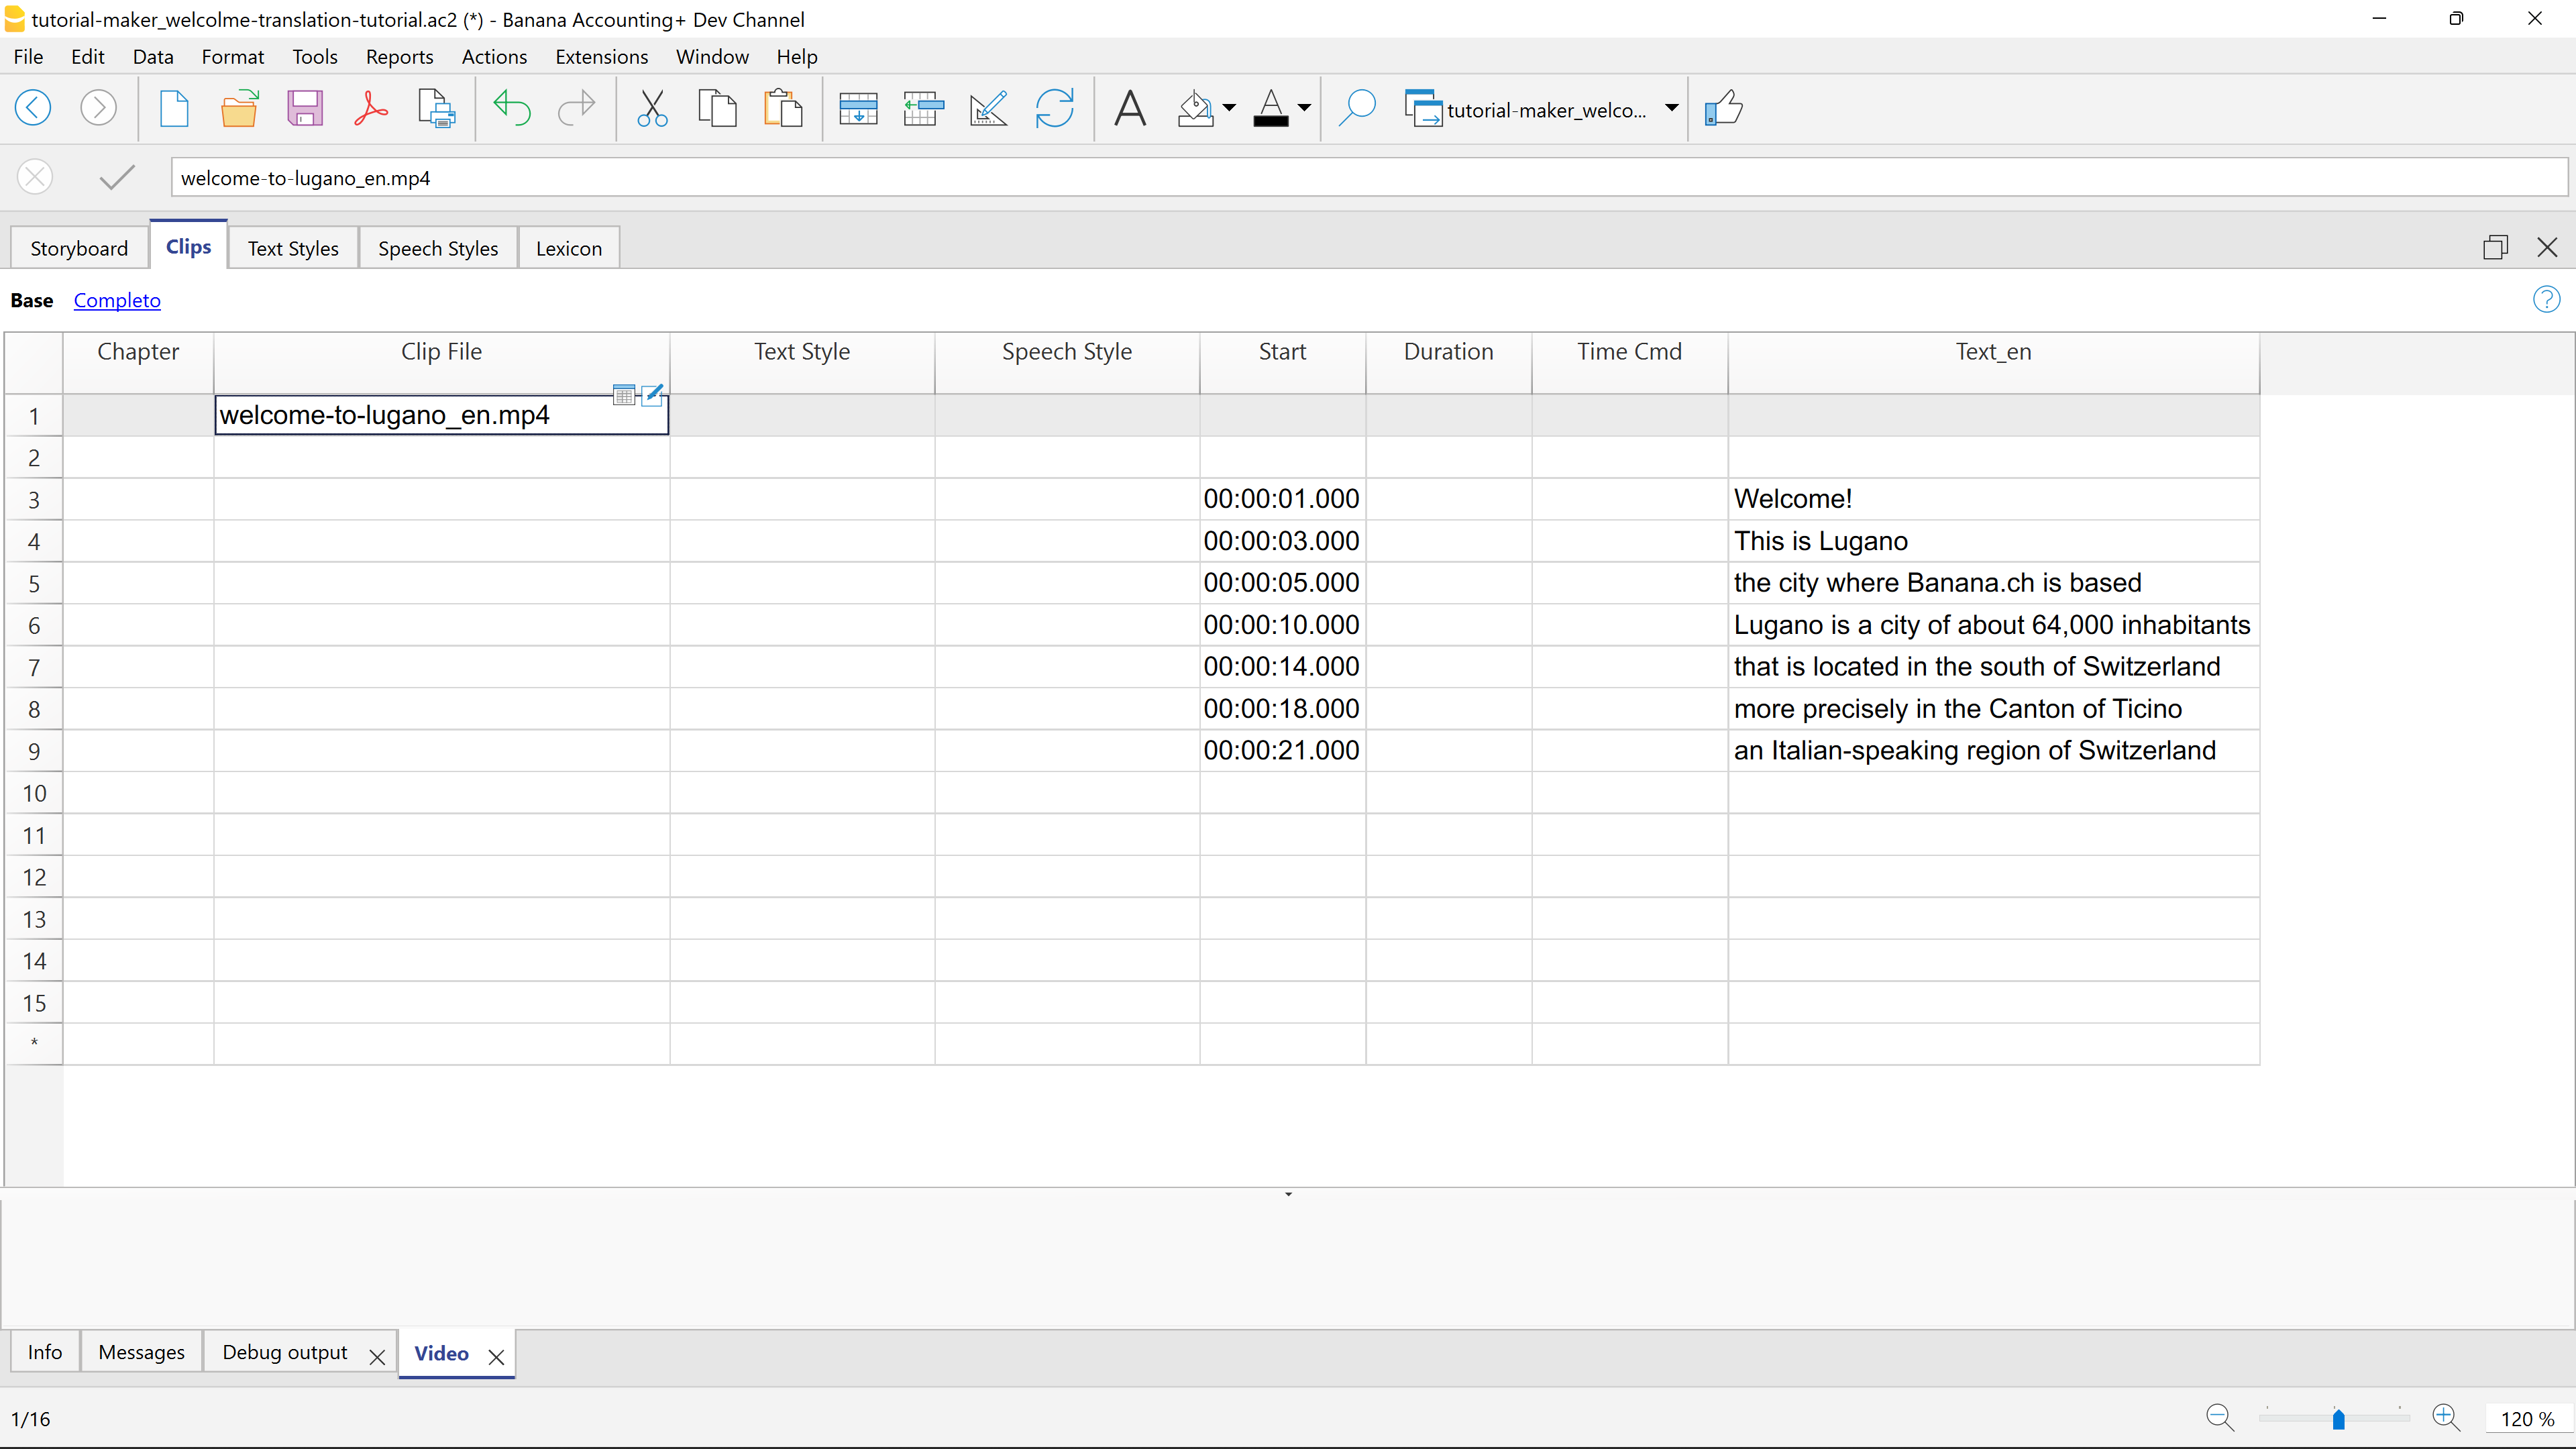 tutorial-maker_welcolme-translation-tutorial.ac2 (*) - Banana Accounting+ Dev Channel
File Edit Data Format Tools Reports Actions Extensions Window Help
tutorial-maker_welco...
welcome-to-lugano_en.mp4
Storyboard Clips Text Styles Speech Styles Lexicon
Base Completo
Chapter Clip File Text Style Speech Style Start Duration Time Cmd Text_en
1 welcome-to-lugano_en.mp4
2
3 00:00:01.000 Welcome!
4 00:00:03.000 This is Lugano
5 00:00:05.000 the city where Banana.ch is based
6 00:00:10.000 Lugano is a city of about 64,000 inhabitants
7 00:00:14.000 that is located in the south of Switzerland
8 00:00:18.000 more precisely in the Canton of Ticino
9 00:00:21.000 an Italian-speaking region of Switzerland
10
11
12
13
14
15
*
Info Messages Debug output Video
1/16 120 %